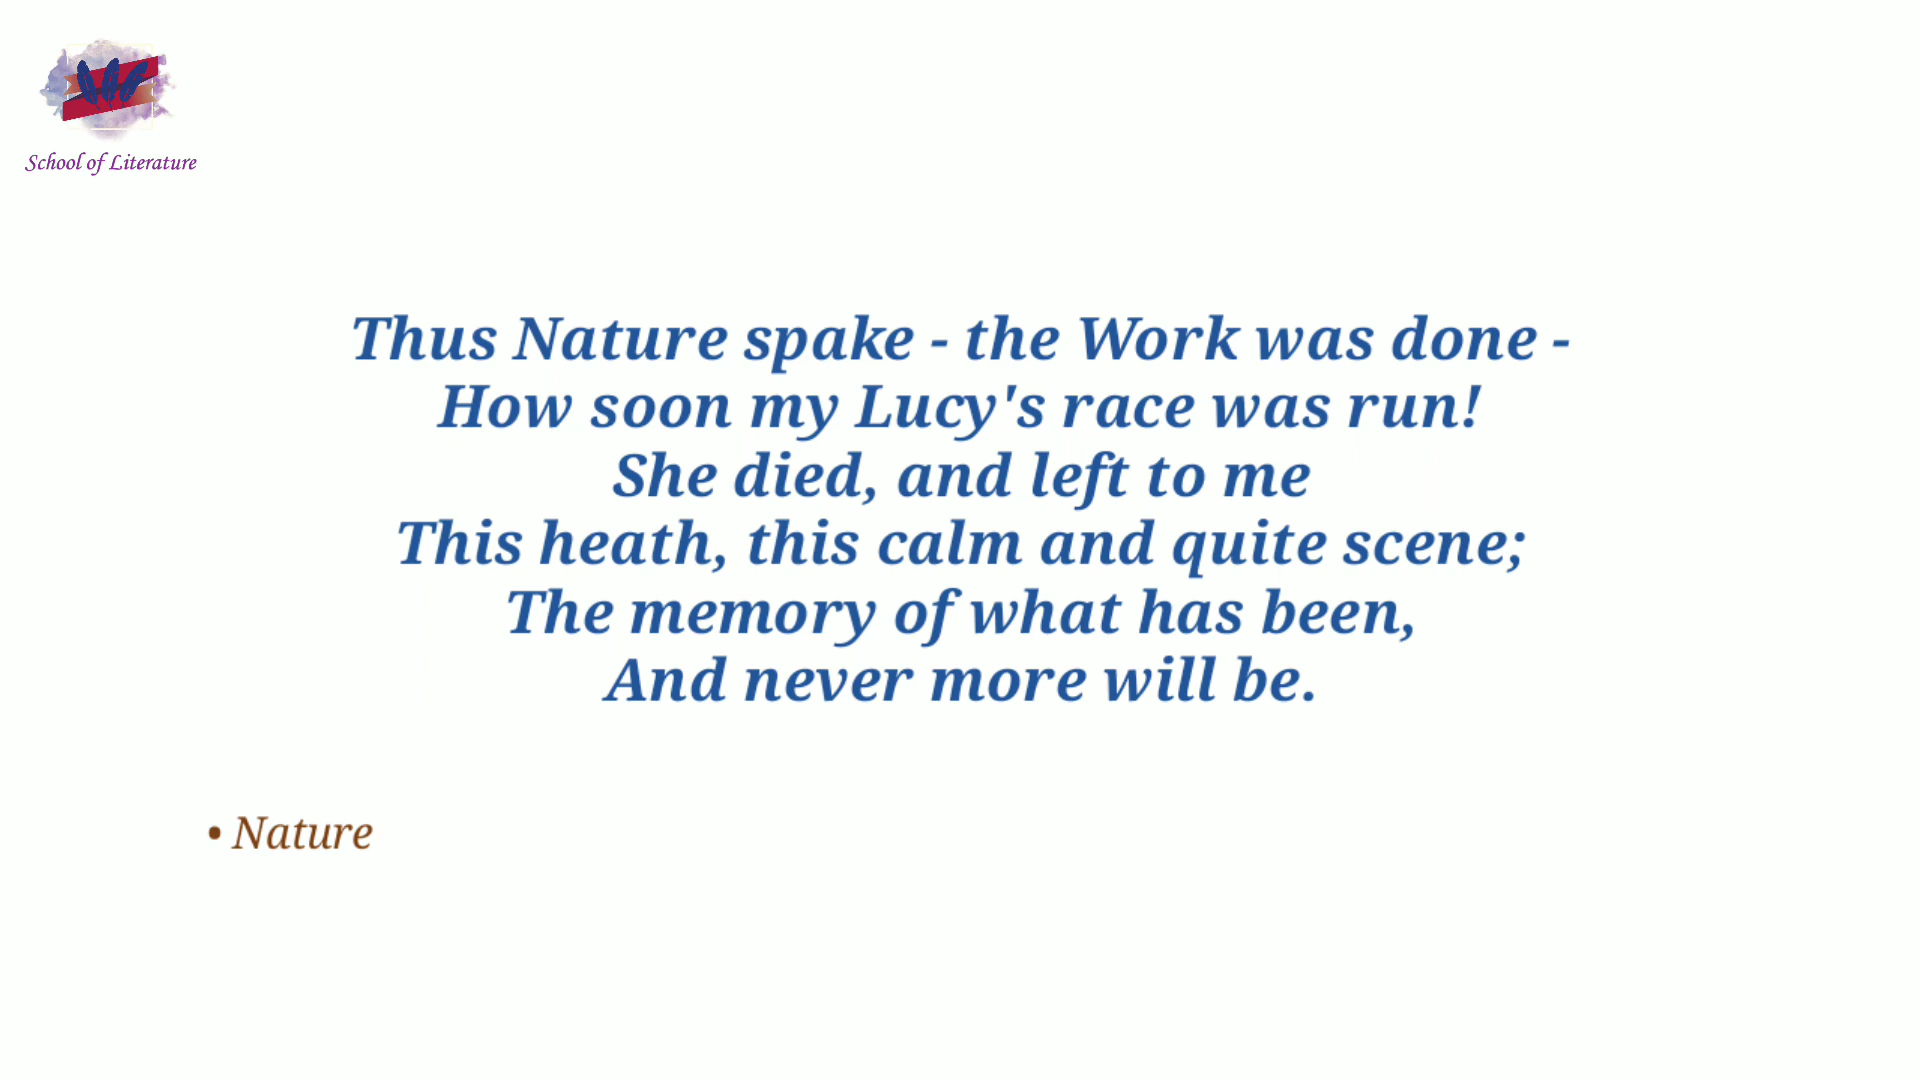 School of Literature
Thus Nature spake - the Work was done -
How soon my Lucy's race was run!
She died, and left to me
This heath, this calm and quite scene;
The memory of what has been,
And never more will be.
• Nature